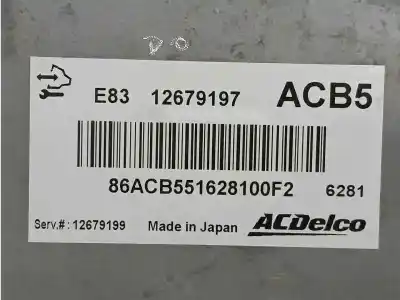 E83 12679197 ACB5
86ACB551628100F2 6281
Serv.# : 12679199 Made in Japan ACDelco